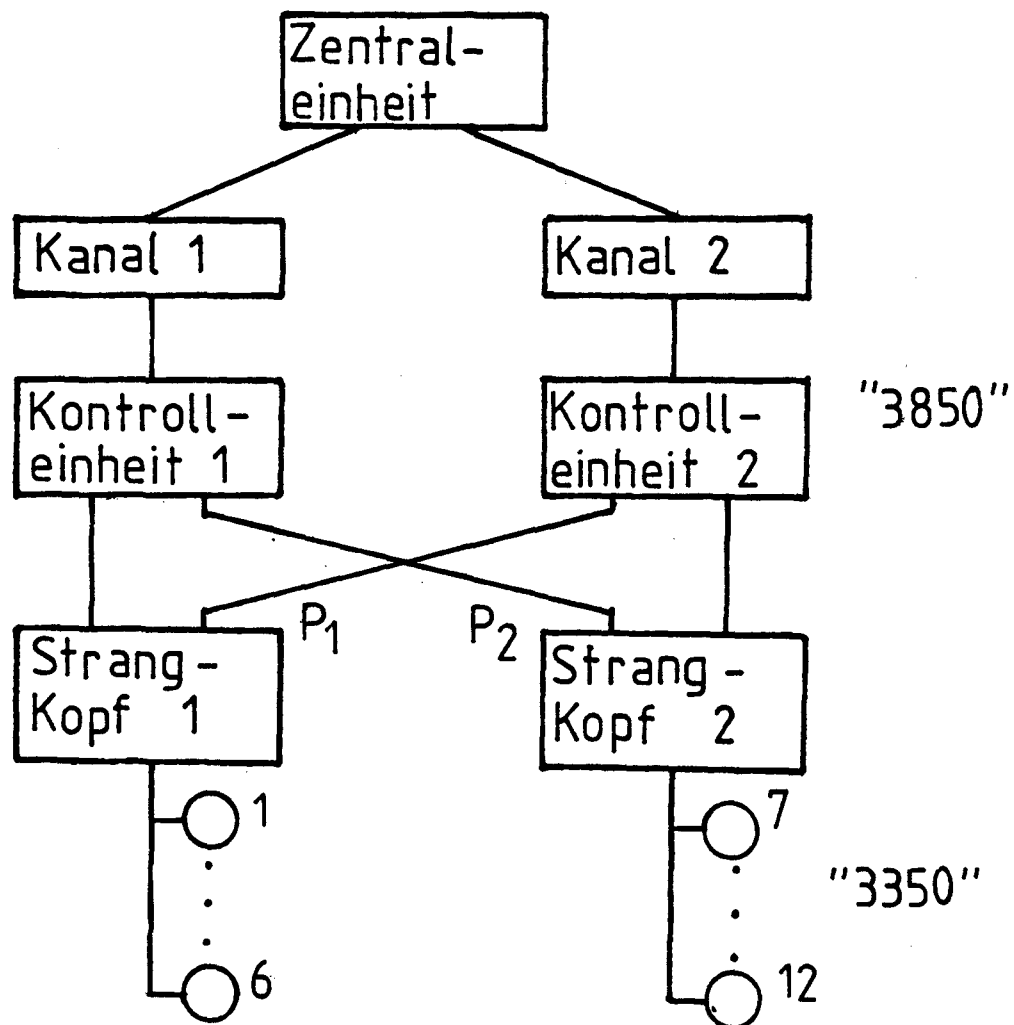 Zentral-
einheit
Kanal 1
Kanal 2
Kontroll-
einheit 1
Kontroll-
einheit 2
"3850"
P1
P2
Strang-
Kopf 1
Strang-
Kopf 2
1
7
"3350"
6
12